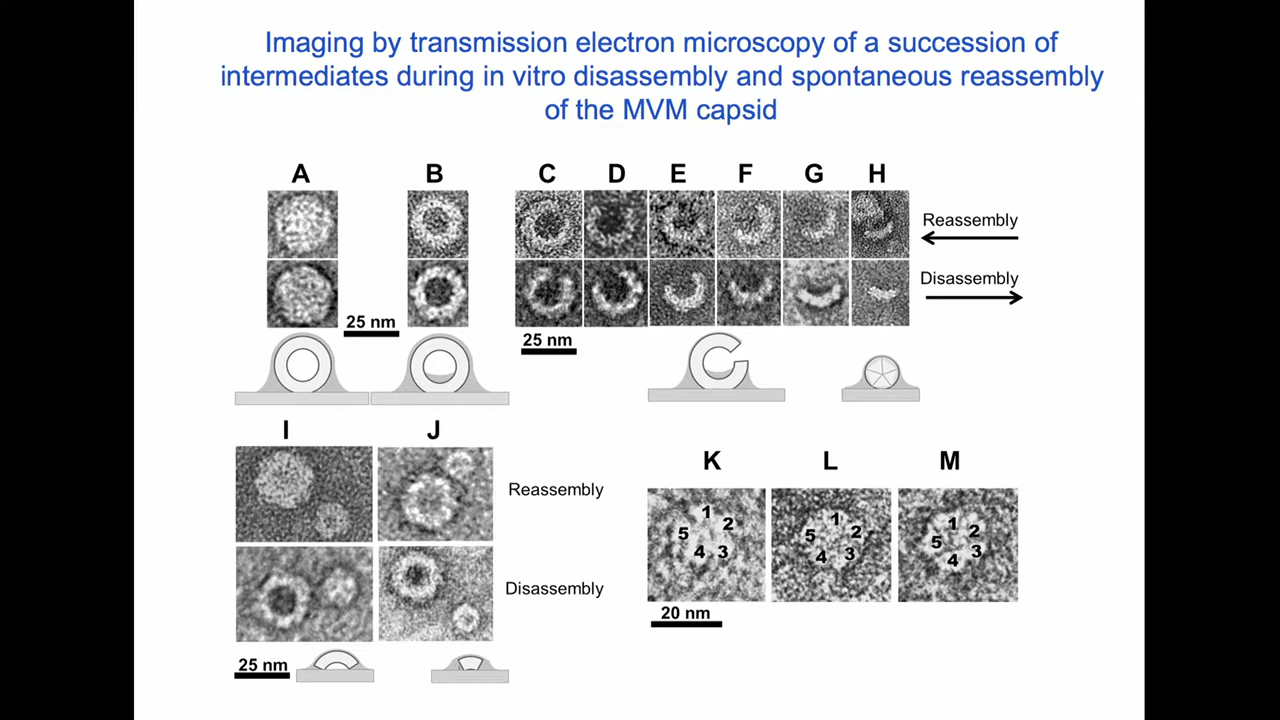 Imaging by transmission electron microscopy of a succession of
intermediates during in vitro disassembly and spontaneous reassembly
of the MVM capsid
A B C D E F G H
Reassembly
Disassembly
25 nm
25 nm
I J
K L M
Reassembly
1 2 3 4 5
1 2 3 4 5
1 2 3 4 5
Disassembly
20 nm
25 nm